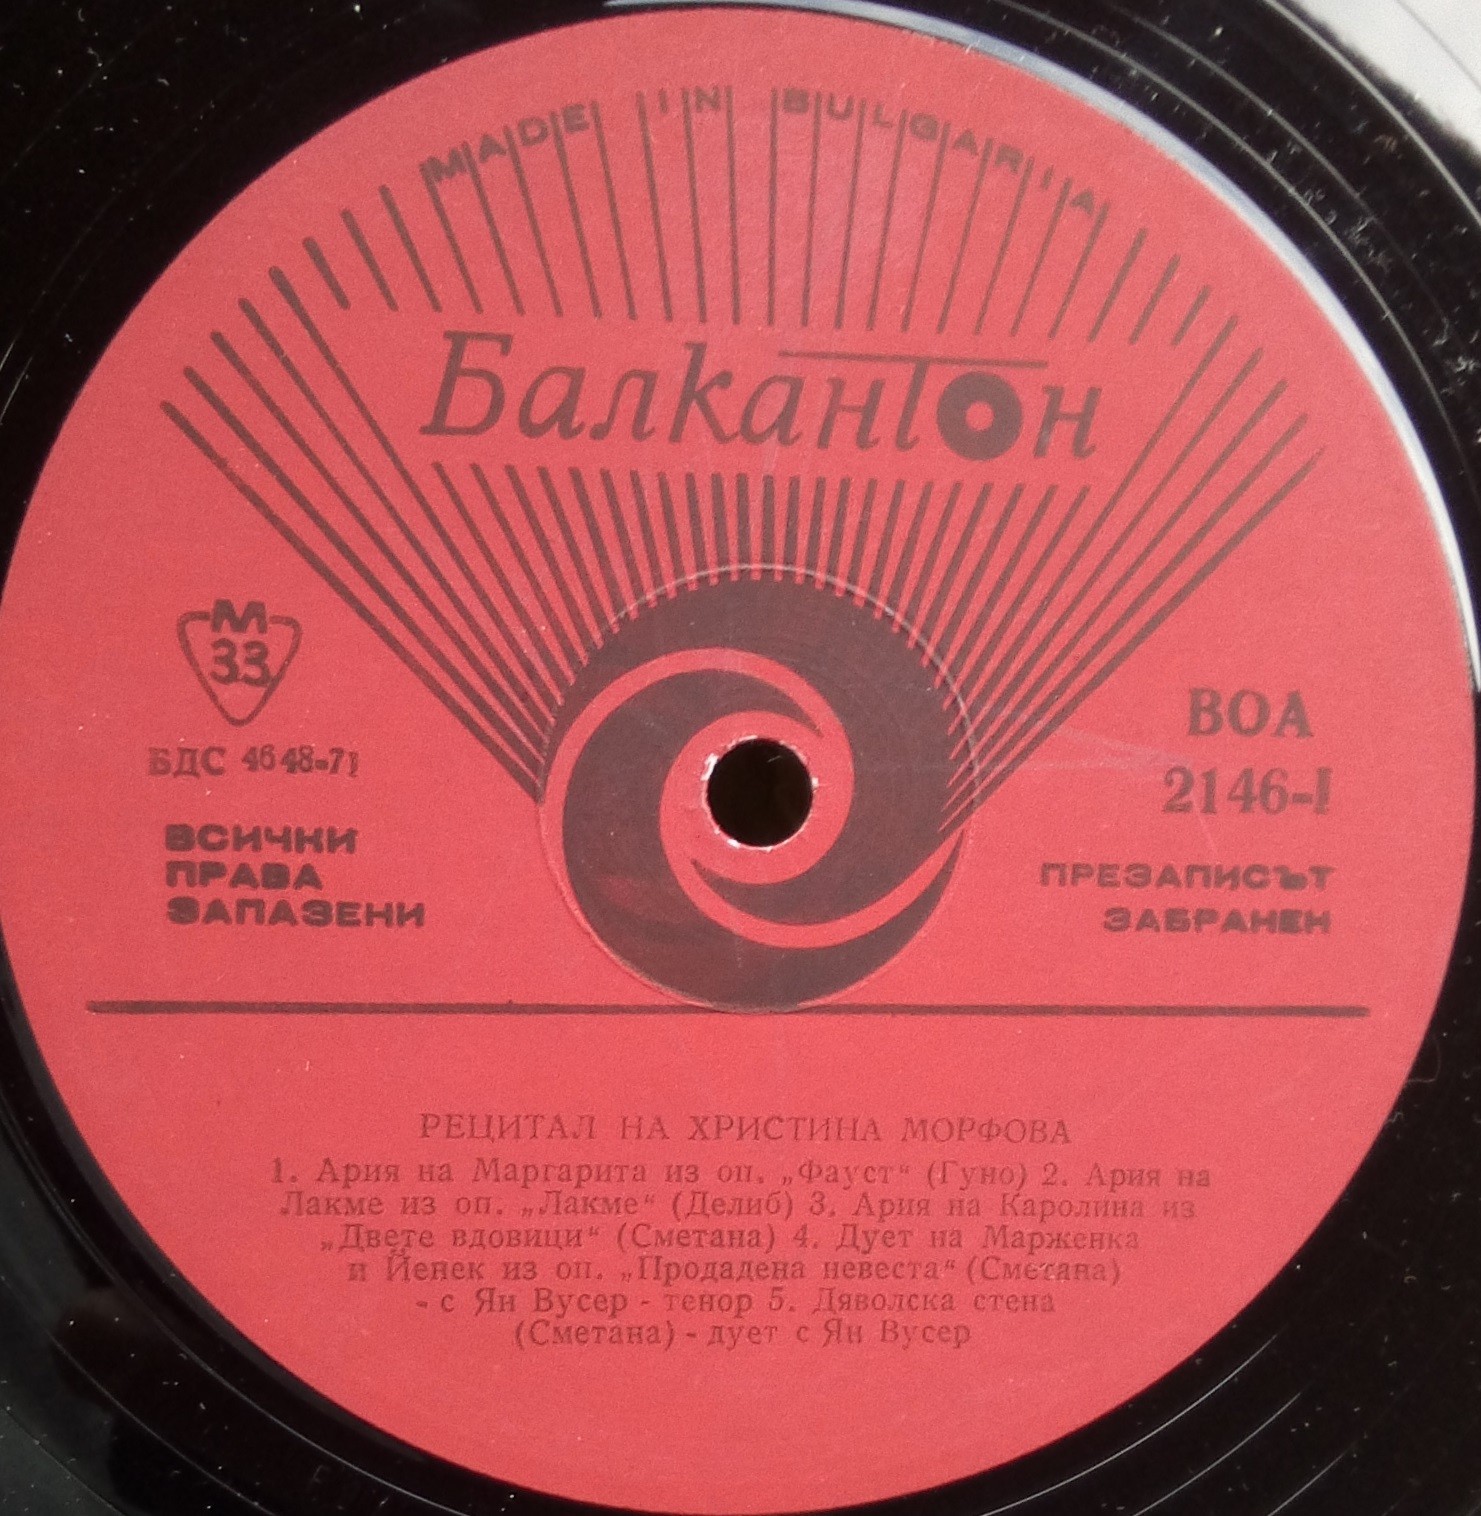 MADE IN BULGARIA
Балкантон
М
33
БДС 4648-71
ВСИЧКИ
ПРАВА
ЗАПАЗЕНИ
ВОА
2146-I
ПРЕЗАПИСЪТ
ЗАБРАНЕН
РЕЦИТАЛ НА ХРИСТИНА МОРФОВА
1. Ария на Маргарита из оп. „Фауст“ (Гуно) 2. Ария на
Лакме из оп. „Лакме“ (Делиб) 3. Ария на Каролина из
„Двете вдовици“ (Сметана) 4. Дует на Марженка
и Йенек из оп. „Продадена невеста“ (Сметана)
- с Ян Вусер - тенор 5. Дяволска стена
(Сметана) - дует с Ян Вусер